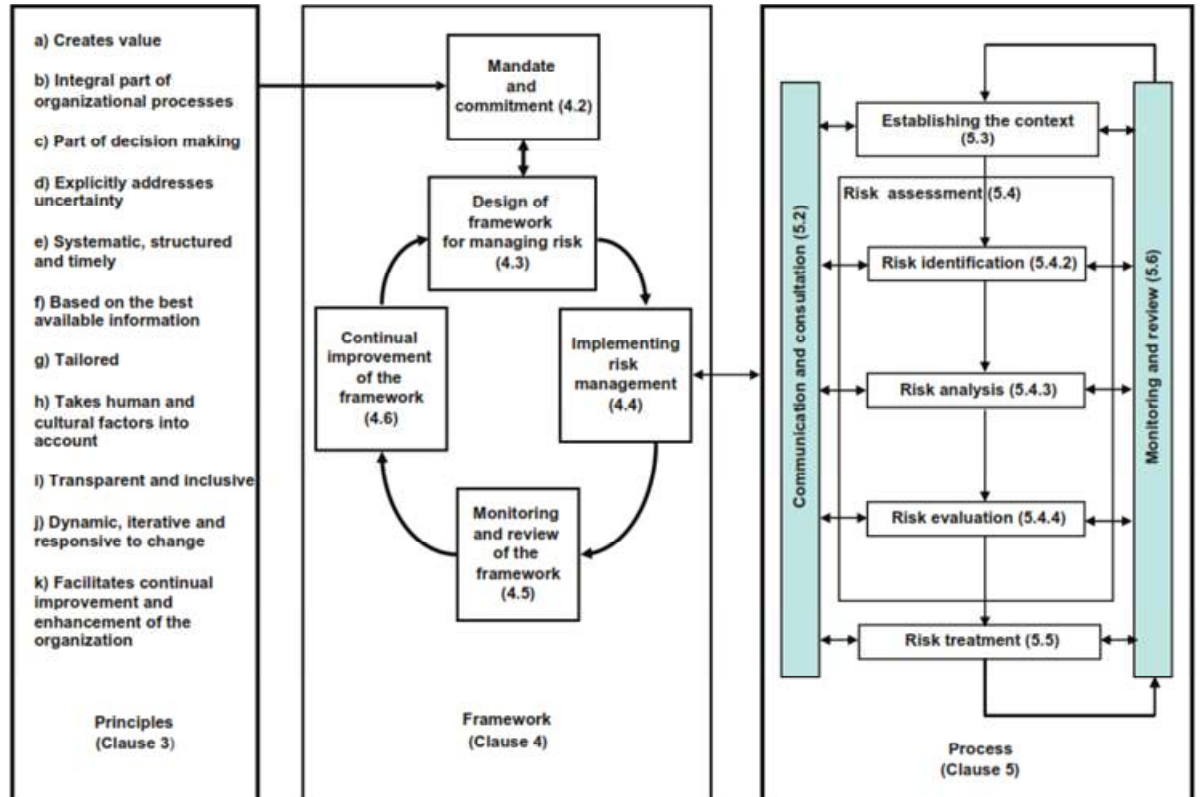 a) Creates value
b) Integral part of
organizational processes
c) Part of decision making
d) Explicitly addresses
uncertainty
e) Systematic, structured
and timely
f) Based on the best
available information
g) Tailored
h) Takes human and
cultural factors into
account
i) Transparent and inclusive
j) Dynamic, iterative and
responsive to change
k) Facilitates continual
improvement and
enhancement of the
organization
Principles
(Clause 3)
Mandate
and
commitment (4.2)
Design of
framework
for managing risk
(4.3)
Continual
improvement
of the
framework
(4.6)
Implementing
risk
management
(4.4)
Monitoring
and review
of the
framework
(4.5)
Framework
(Clause 4)
Communication and consultation (5.2)
Establishing the context
(5.3)
Risk assessment (5.4)
Risk identification (5.4.2)
Risk analysis (5.4.3)
Risk evaluation (5.4.4)
Risk treatment (5.5)
Monitoring and review (5.6)
Process
(Clause 5)